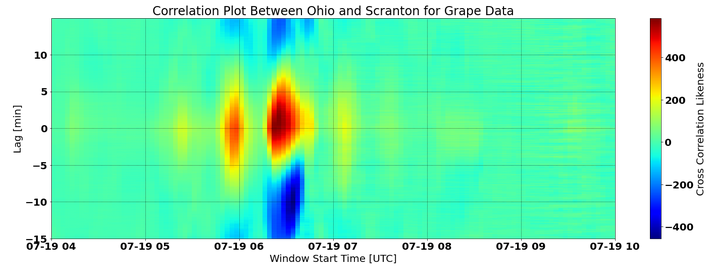 Correlation Plot Between Ohio and Scranton for Grape Data
Lag [min]
10
5
0
−5
−10
−15
07-19 04 07-19 05 07-19 06 07-19 07 07-19 08 07-19 09 07-19 10
Window Start Time [UTC]
400
200
0
−200
−400
Cross Correlation Likeness